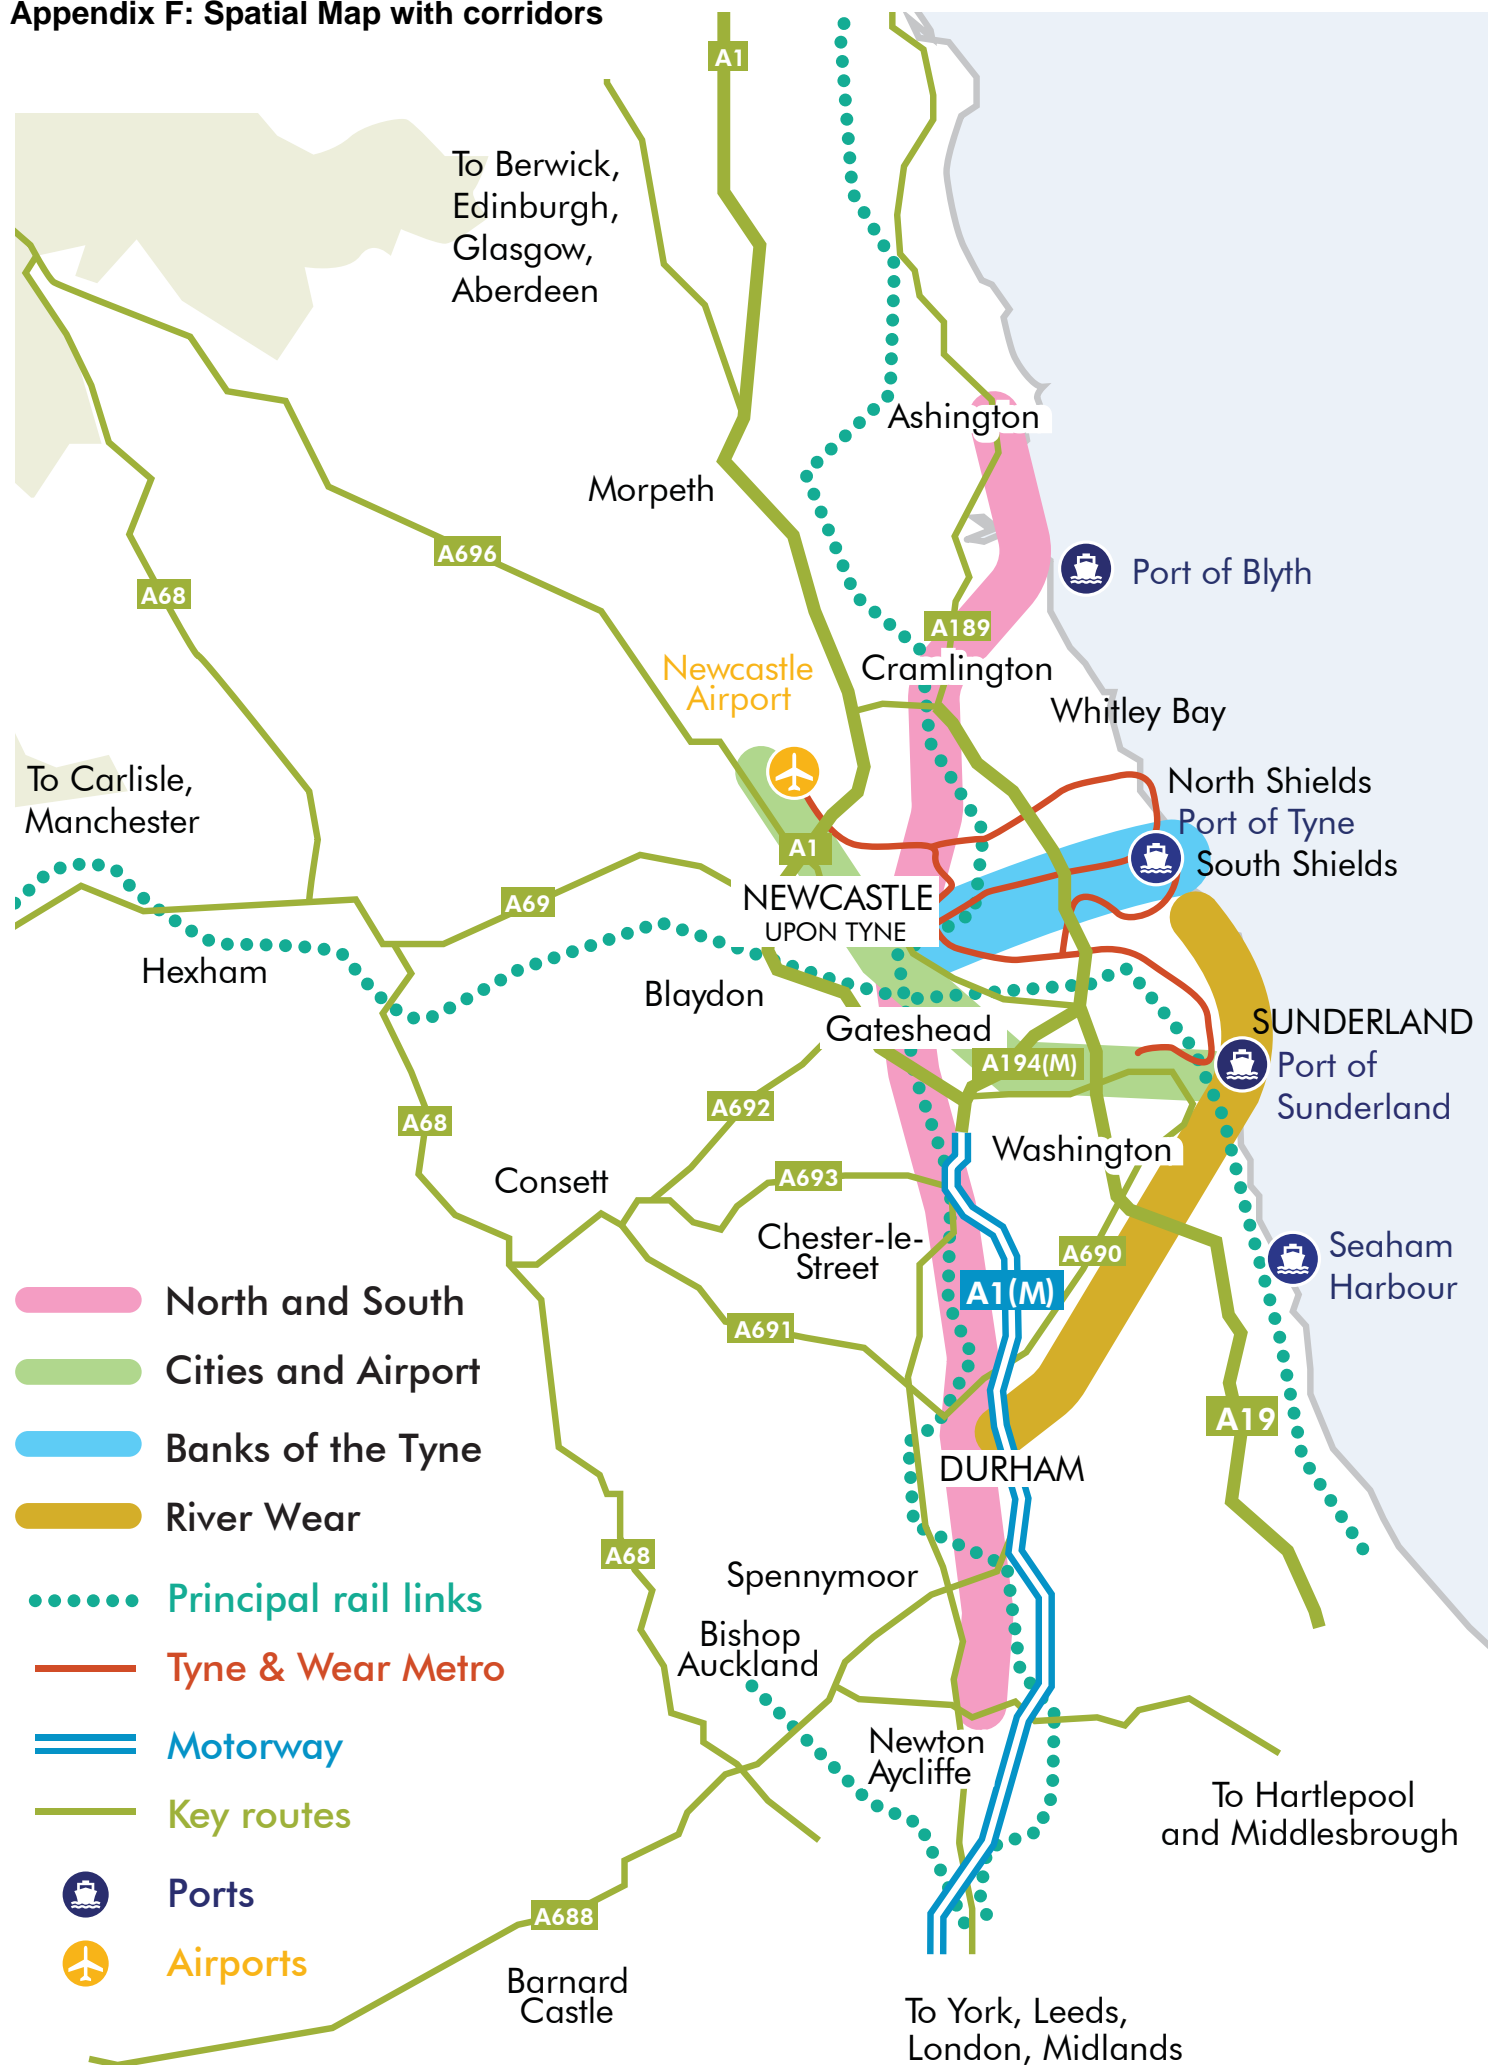 Appendix F: Spatial Map with corridors
A1
To Berwick,
Edinburgh,
Glasgow,
Aberdeen
Ashington
Morpeth
A696
A68
Port of Blyth
A189
Newcastle
Airport
Cramlington
Whitley Bay
To Carlisle,
Manchester
North Shields
Port of Tyne
South Shields
A1
A69
NEWCASTLE
UPON TYNE
Hexham
Blaydon
Gateshead
SUNDERLAND
Port of
Sunderland
A194(M)
A692
A68
Washington
Consett
A693
Chester-le-
Street
A690
Seaham
Harbour
A1(M)
A691
A19
DURHAM
A68
Spennymoor
Bishop
Auckland
Newton
Aycliffe
To Hartlepool
and Middlesbrough
A688
Barnard
Castle
To York, Leeds,
London, Midlands
North and South
Cities and Airport
Banks of the Tyne
River Wear
Principal rail links
Tyne & Wear Metro
Motorway
Key routes
Ports
Airports